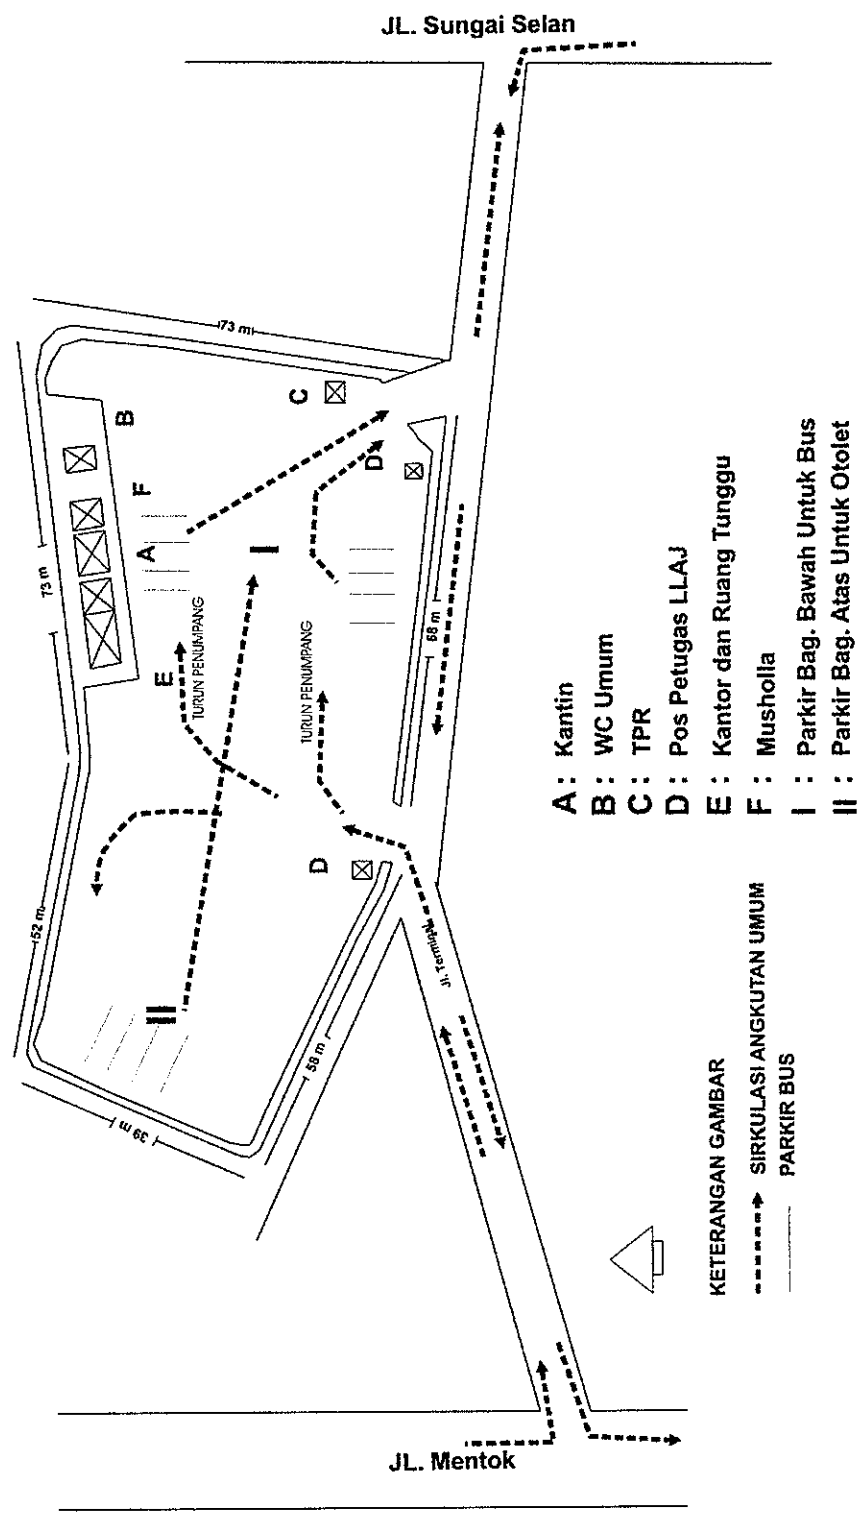 JL. Sungai Selan
73 m
C
B
F
A
D
I
73 m
TURUN PENUMPANG
E
TURUN PENUMPANG
68 m
D
52 m
II
Jl. Terminal
58 m
39 m
JL. Mentok
A : Kantin
B : WC Umum
C : TPR
D : Pos Petugas LLAJ
E : Kantor dan Ruang Tunggu
F : Musholla
I : Parkir Bag. Bawah Untuk Bus
II : Parkir Bag. Atas Untuk Otolet
KETERANGAN GAMBAR
SIRKULASI ANGKUTAN UMUM
PARKIR BUS